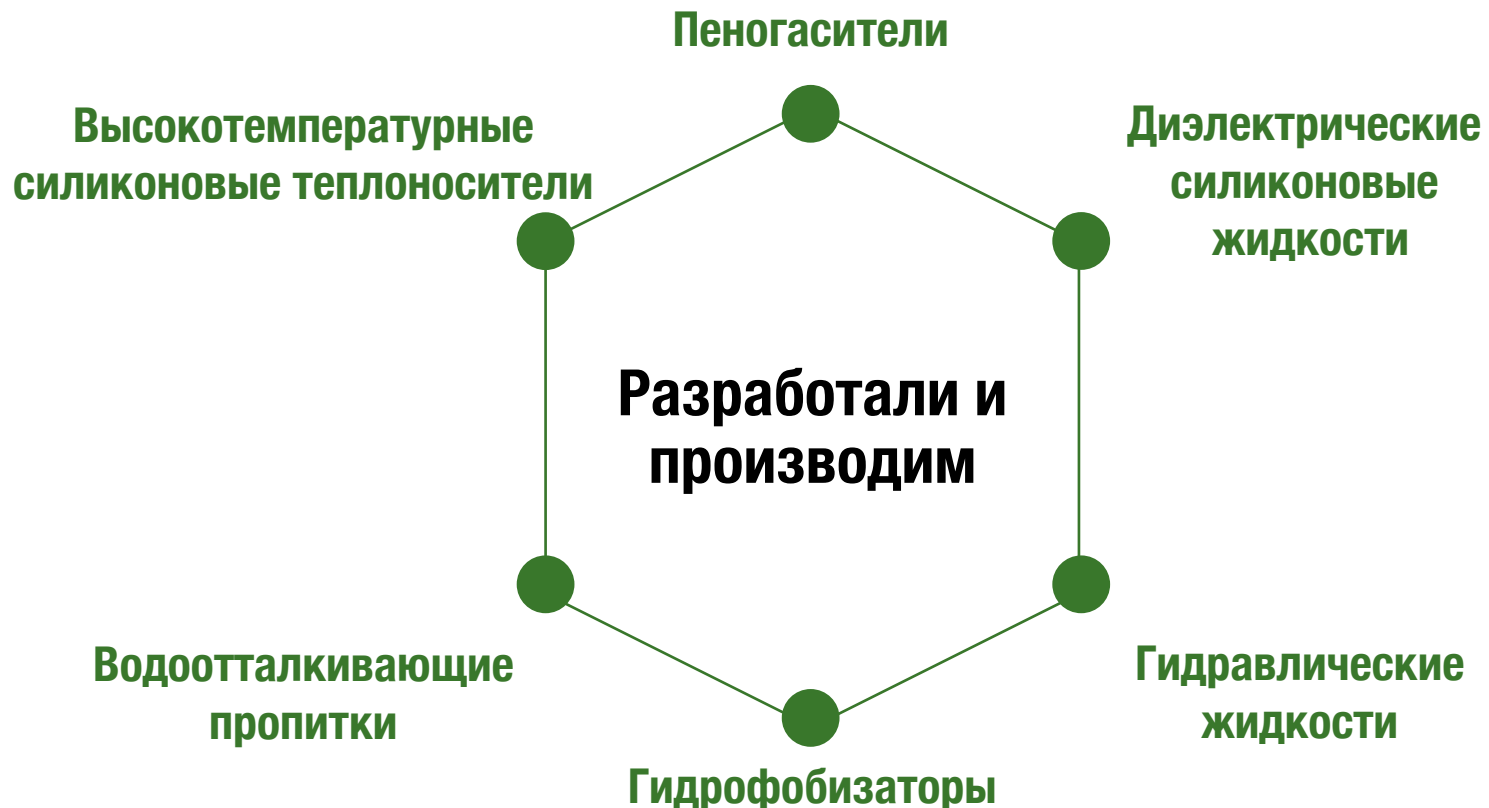 Пеногасители
Высокотемпературные
силиконовые теплоносители
Диэлектрические
силиконовые
жидкости
Разработали и
производим
Водоотталкивающие
пропитки
Гидравлические
жидкости
Гидрофобизаторы